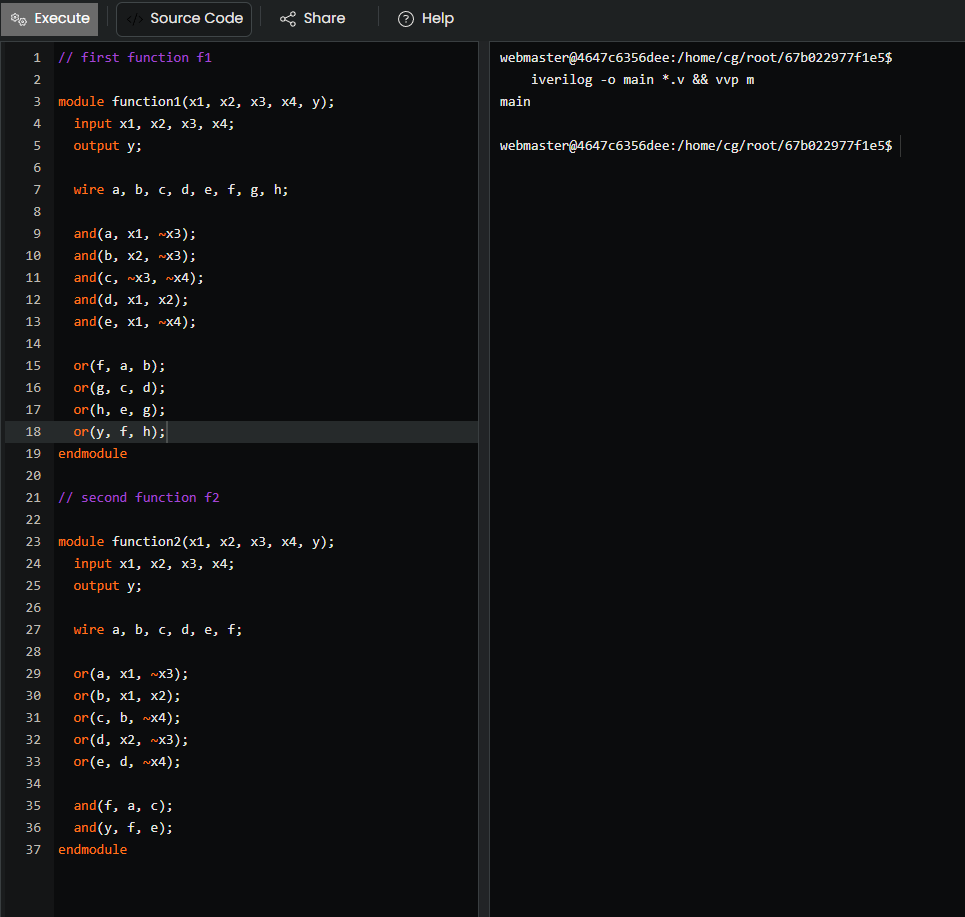 Execute </> Source Code Share ? Help
1 // first function f1
2
3 module function1(x1, x2, x3, x4, y);
4 input x1, x2, x3, x4;
5 output y;
6
7 wire a, b, c, d, e, f, g, h;
8
9 and(a, x1, ~x3);
10 and(b, x2, ~x3);
11 and(c, ~x3, ~x4);
12 and(d, x1, x2);
13 and(e, x1, ~x4);
14
15 or(f, a, b);
16 or(g, c, d);
17 or(h, e, g);
18 or(y, f, h);
19 endmodule
20
21 // second function f2
22
23 module function2(x1, x2, x3, x4, y);
24 input x1, x2, x3, x4;
25 output y;
26
27 wire a, b, c, d, e, f;
28
29 or(a, x1, ~x3);
30 or(b, x1, x2);
31 or(c, b, ~x4);
32 or(d, x2, ~x3);
33 or(e, d, ~x4);
34
35 and(f, a, c);
36 and(y, f, e);
37 endmodule
webmaster@4647c6356dee:/home/cg/root/67b022977f1e5$
iverilog -o main *.v && vvp m
main
webmaster@4647c6356dee:/home/cg/root/67b022977f1e5$